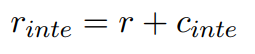 r_{inte} = r + c_{inte}